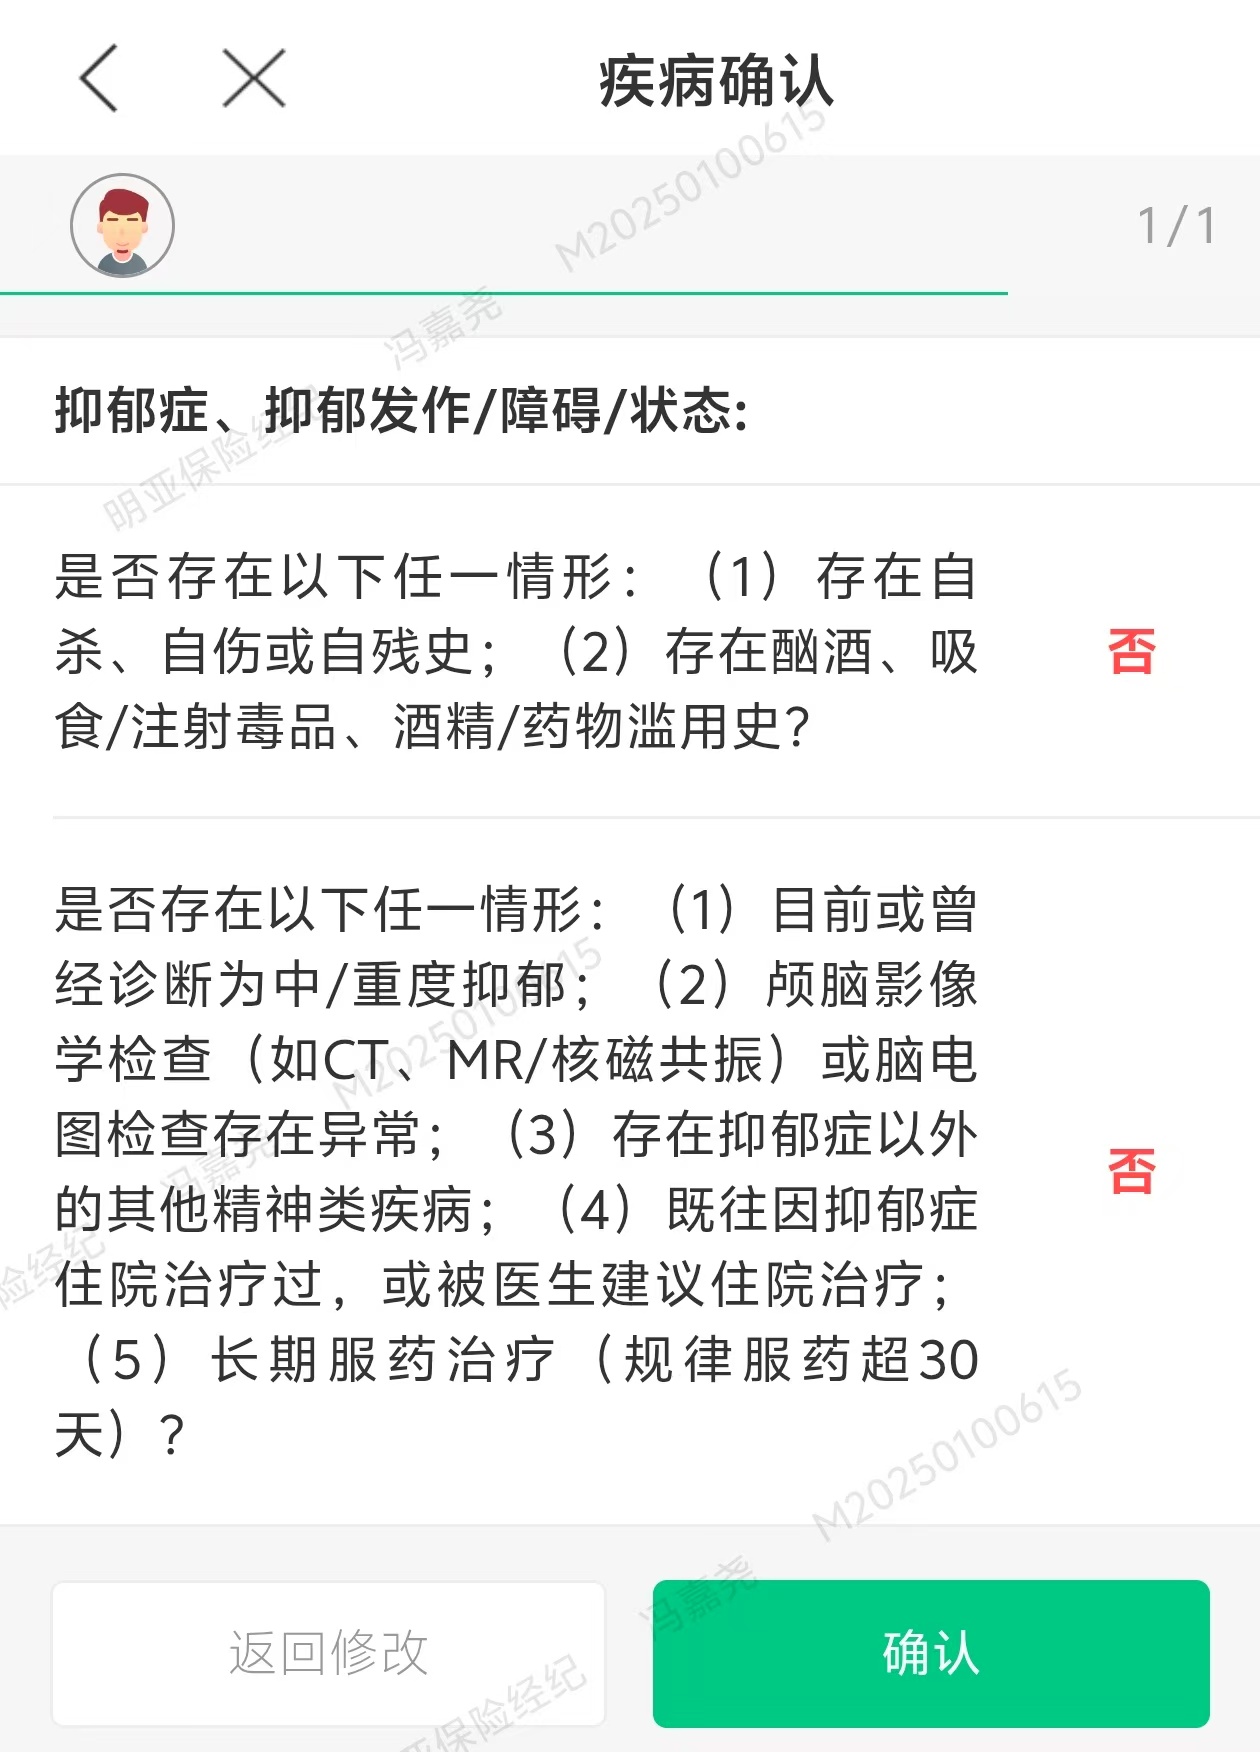 疾病确认
M20250100615
1/1
冯嘉尧
明亚保险经纪
抑郁症、抑郁发作/障碍/状态:
是否存在以下任一情形：（1）存在自
杀、自伤或自残史；（2）存在酗酒、吸
食/注射毒品、酒精/药物滥用史?
否
是否存在以下任一情形：（1）目前或曾
经诊断为中/重度抑郁；（2）颅脑影像
学检查（如CT、MR/核磁共振）或脑电
图检查存在异常；（3）存在抑郁症以外
的其他精神类疾病；（4）既往因抑郁症
住院治疗过，或被医生建议住院治疗；
（5）长期服药治疗（规律服药超30
天）？
否
M20250100615
冯嘉尧
险经纪
M20250100615
冯嘉尧
亚保险经纪
返回修改
确认